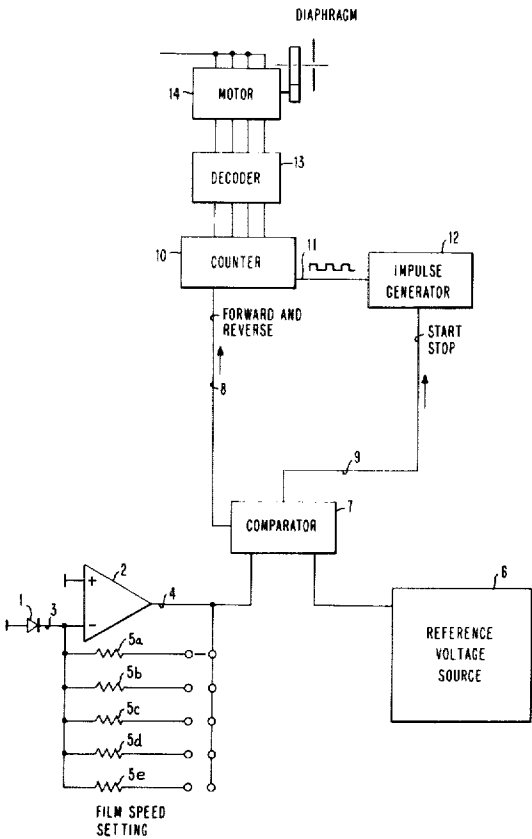 DIAPHRAGM
14
MOTOR
13
DECODER
10
COUNTER
11
12
IMPULSE
GENERATOR
FORWARD AND
REVERSE
START
STOP
8
9
7
COMPARATOR
6
REFERENCE
VOLTAGE
SOURCE
1
3
+
2
-
4
5a
5b
5c
5d
5e
FILM SPEED
SETTING